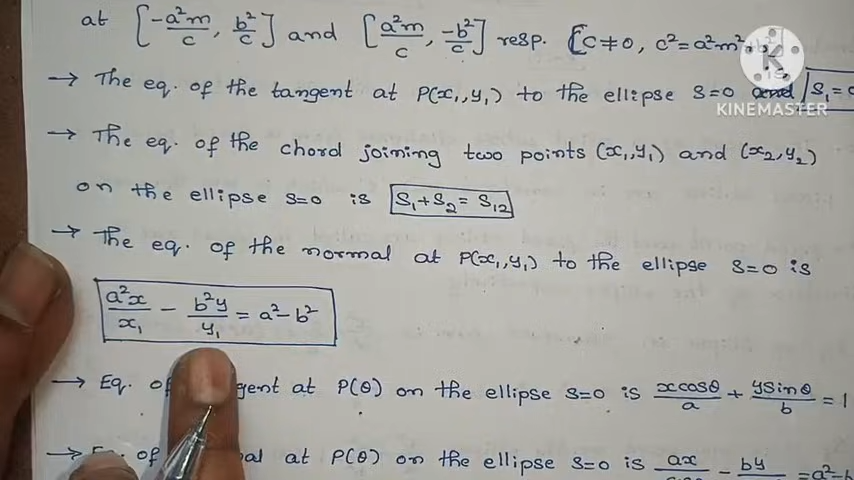 at [-a²m/c, b²/c] and [a²m/c, -b²/c] resp. [c≠0, c²=a²m²+b²]
→ The eq. of the tangent at P(x₁,y₁) to the ellipse S=0 is S₁=0
→ The eq. of the chord joining two points (x₁,y₁) and (x₂,y₂)
on the ellipse S=0 is S₁+S₂=S₁₂
→ The eq. of the normal at P(x₁,y₁) to the ellipse S=0 is
a²x/x₁ - b²y/y₁ = a²-b²
→ Eq. of gent at P(θ) on the ellipse S=0 is xcosθ/a + ysinθ/b = 1
→ of al at P(θ) on the ellipse S=0 is ax - by = a²-b
K
KINEMASTER